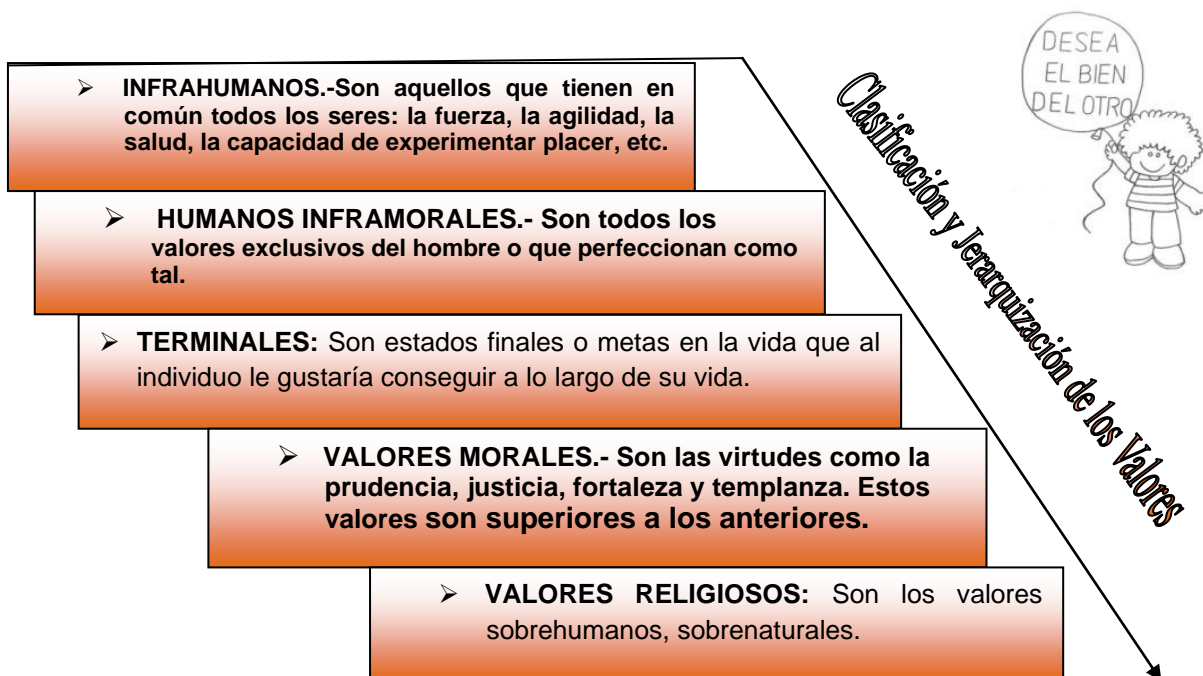 DESEA
EL BIEN
DEL OTRO
Clasificación y Jerarquización de los Valores
➢ INFRAHUMANOS.-Son aquellos que tienen en
común todos los seres: la fuerza, la agilidad, la
salud, la capacidad de experimentar placer, etc.
➢ HUMANOS INFRAMORALES.- Son todos los
valores exclusivos del hombre o que perfeccionan como
tal.
➢ TERMINALES: Son estados finales o metas en la vida que al
individuo le gustaría conseguir a lo largo de su vida.
➢ VALORES MORALES.- Son las virtudes como la
prudencia, justicia, fortaleza y templanza. Estos
valores son superiores a los anteriores.
➢ VALORES RELIGIOSOS: Son los valores
sobrehumanos, sobrenaturales.